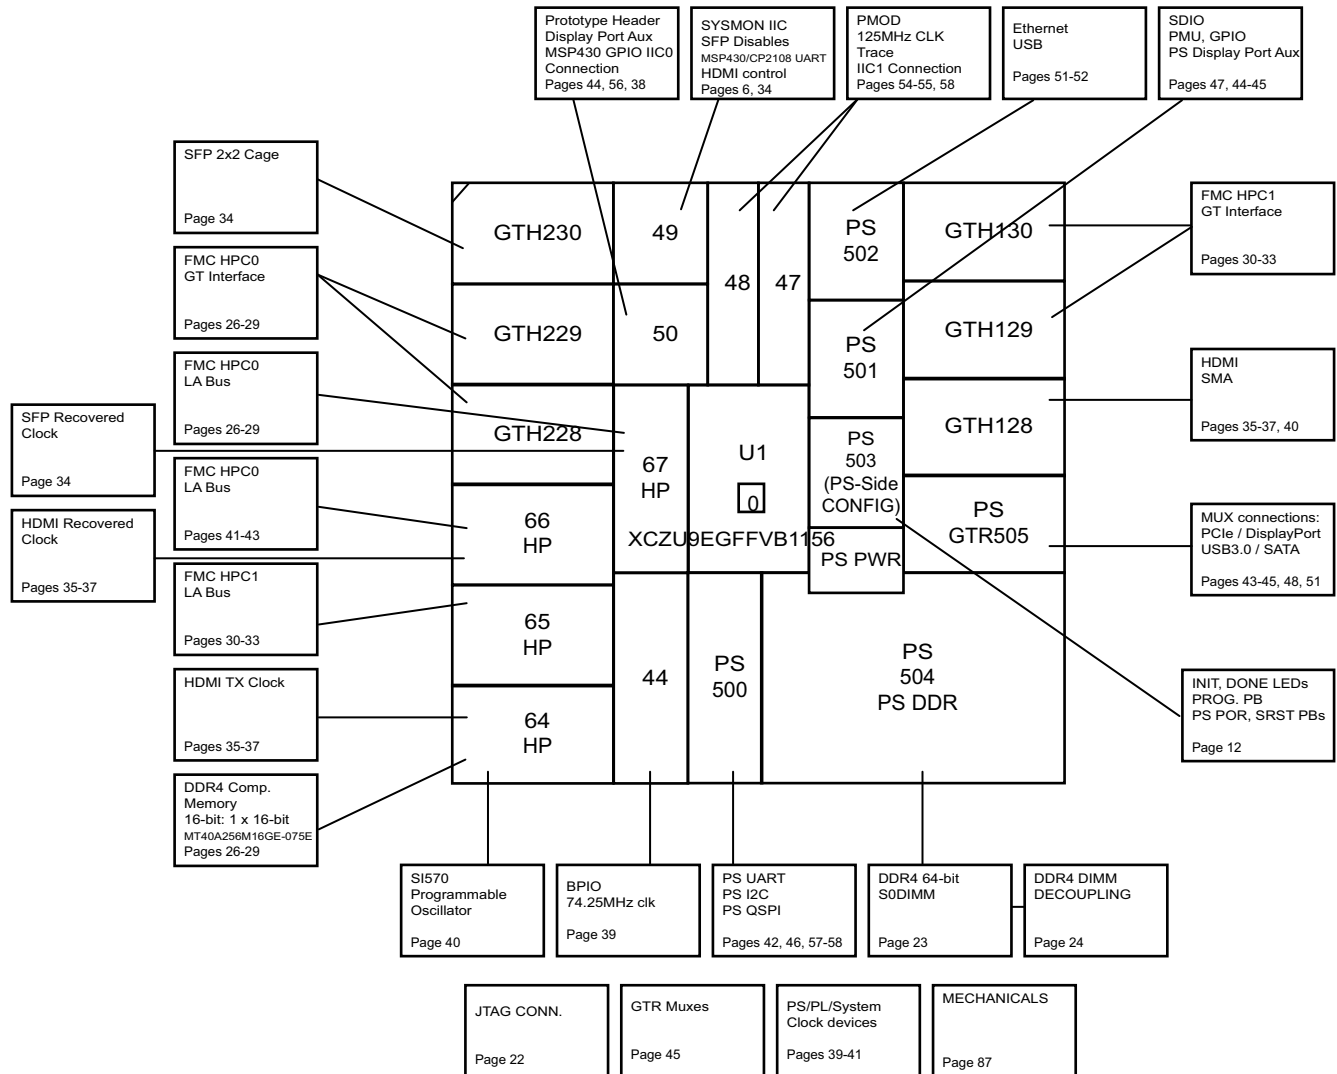 Prototype Header
Display Port Aux
MSP430 GPIO IIC0
Connection
Pages 44, 56, 38
SYSMON IIC
SFP Disables
MSP430/CP2108 UART
HDMI control
Pages 6, 34
PMOD
125MHz CLK
Trace
IIC1 Connection
Pages 54-55, 58
Ethernet
USB
Pages 51-52
SDIO
PMU, GPIO
PS Display Port Aux
Pages 47, 44-45
SFP 2x2 Cage
Page 34
FMC HPC0
GT Interface
Pages 26-29
FMC HPC0
LA Bus
Pages 26-29
SFP Recovered
Clock
Page 34
FMC HPC0
LA Bus
Pages 41-43
HDMI Recovered
Clock
Pages 35-37
FMC HPC1
LA Bus
Pages 30-33
HDMI TX Clock
Pages 35-37
DDR4 Comp.
Memory
16-bit: 1 x 16-bit
MT40A256M16GE-075E
Pages 26-29
GTH230
49
48
47
PS
502
GTH130
GTH229
50
PS
501
GTH129
GTH228
67
HP
U1
0
XCZU9EGFFVB1156
PS
503
(PS-Side
CONFIG)
GTH128
66
HP
PS PWR
PS
GTR505
65
HP
44
PS
500
PS
504
PS DDR
64
HP
FMC HPC1
GT Interface
Pages 30-33
HDMI
SMA
Pages 35-37, 40
MUX connections:
PCIe / DisplayPort
USB3.0 / SATA
Pages 43-45, 48, 51
INIT, DONE LEDs
PROG. PB
PS POR, SRST PBs
Page 12
SI570
Programmable
Oscillator
Page 40
BPIO
74.25MHz clk
Page 39
PS UART
PS I2C
PS QSPI
Pages 42, 46, 57-58
DDR4 64-bit
S0DIMM
Page 23
DDR4 DIMM
DECOUPLING
Page 24
JTAG CONN.
Page 22
GTR Muxes
Page 45
PS/PL/System
Clock devices
Pages 39-41
MECHANICALS
Page 87